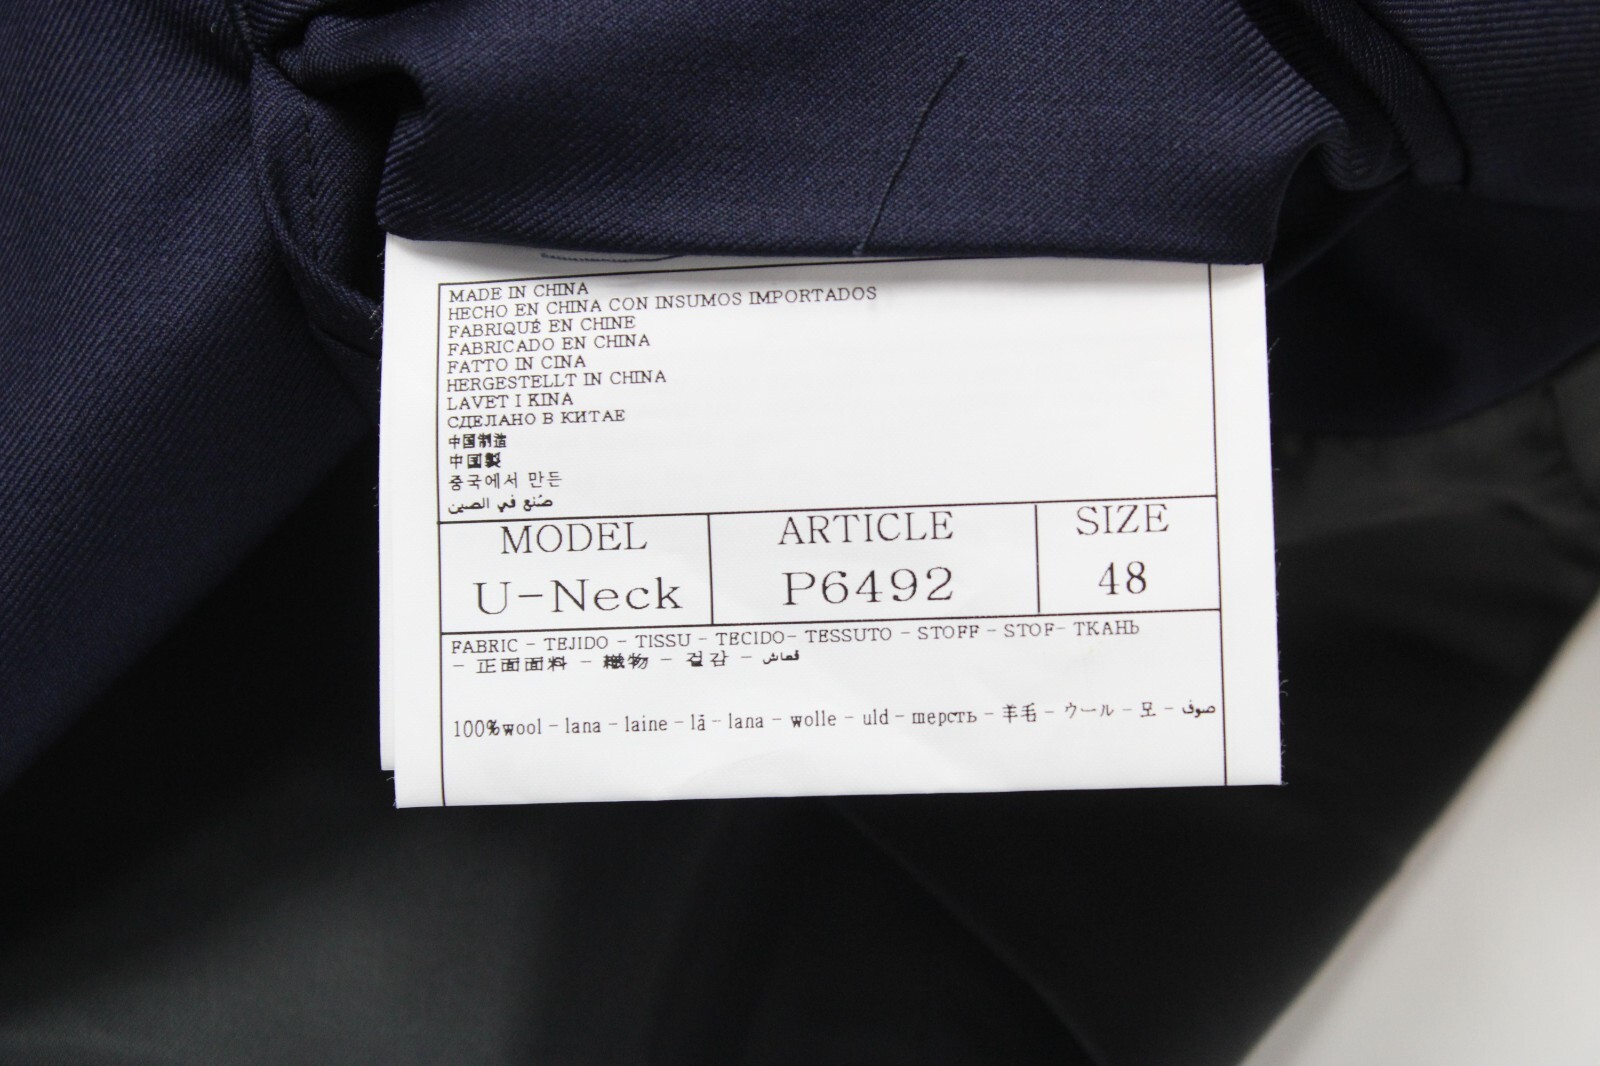 MADE IN CHINA
HECHO EN CHINA CON INSUMOS IMPORTADOS
FABRIQUÉ EN CHINE
FABRICADO EN CHINA
FATTO IN CINA
HERGESTELLT IN CHINA
LAVET I KINA
СДЕЛАНО В КИТАЕ
中国制造
中国製
중국에서 만든
صُنع في الصين
MODEL ARTICLE SIZE
U-Neck P6492 48
FABRIC - TEJIDO - TISSU - TECIDO- TESSUTO - STOFF - STOF- ТКАНЬ
- 正面面料 - 織物 - 겉감 - قماش
100%wool - lana - laine - lã - lana - wolle - uld - шерсть - 羊毛 - ウール - 모 - صوف